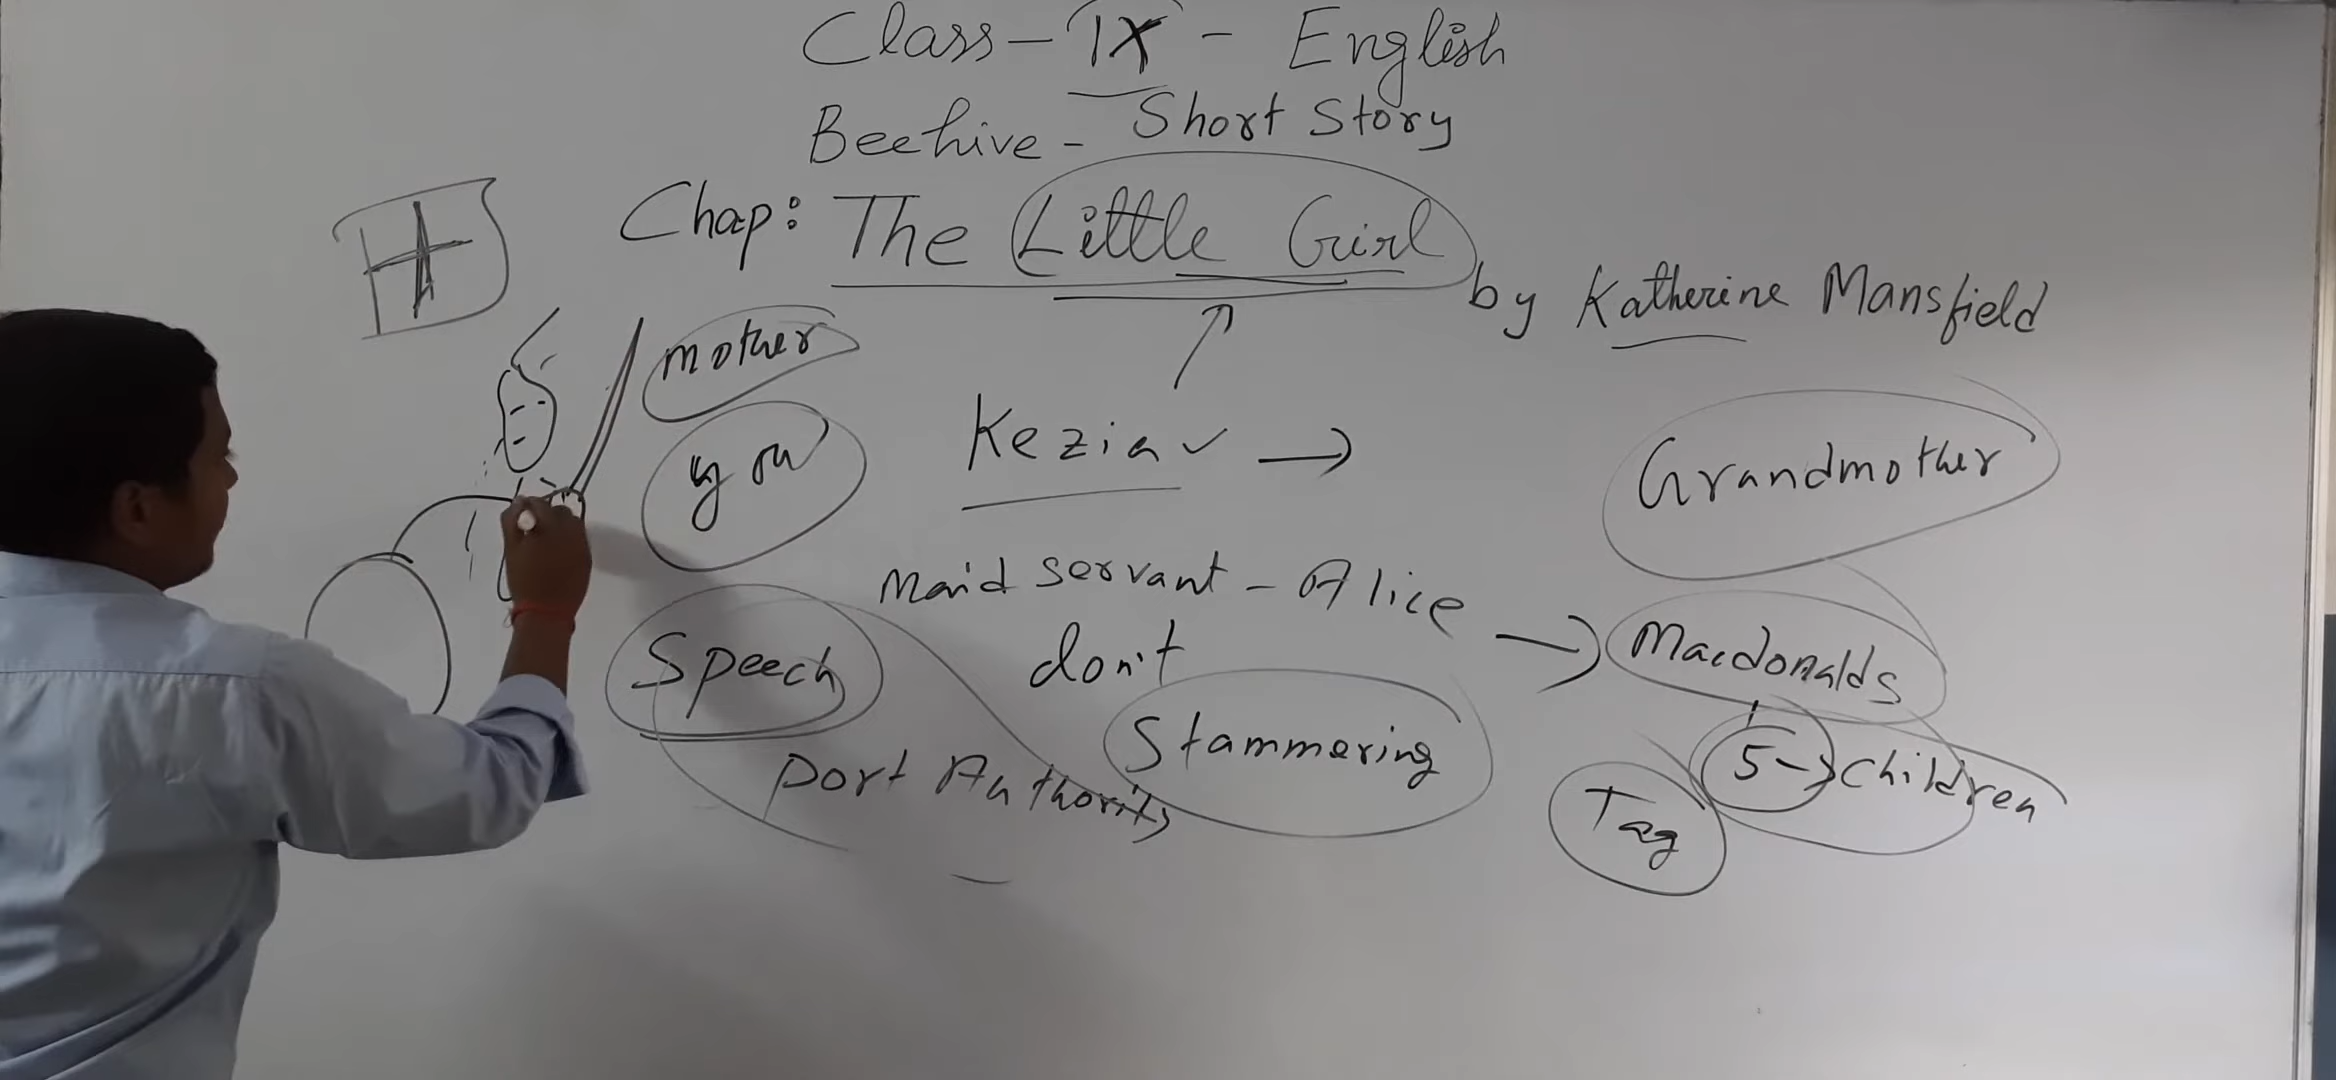 Class - IX - English
Beehive - Short Story
Chap: The Little Girl
by Katherine Mansfield
mother
you
Kezia →
Grandmother
Maid servant - Alice → Macdonalds
don't
Speech
Stammering
5 → children
Port Authority
Tag